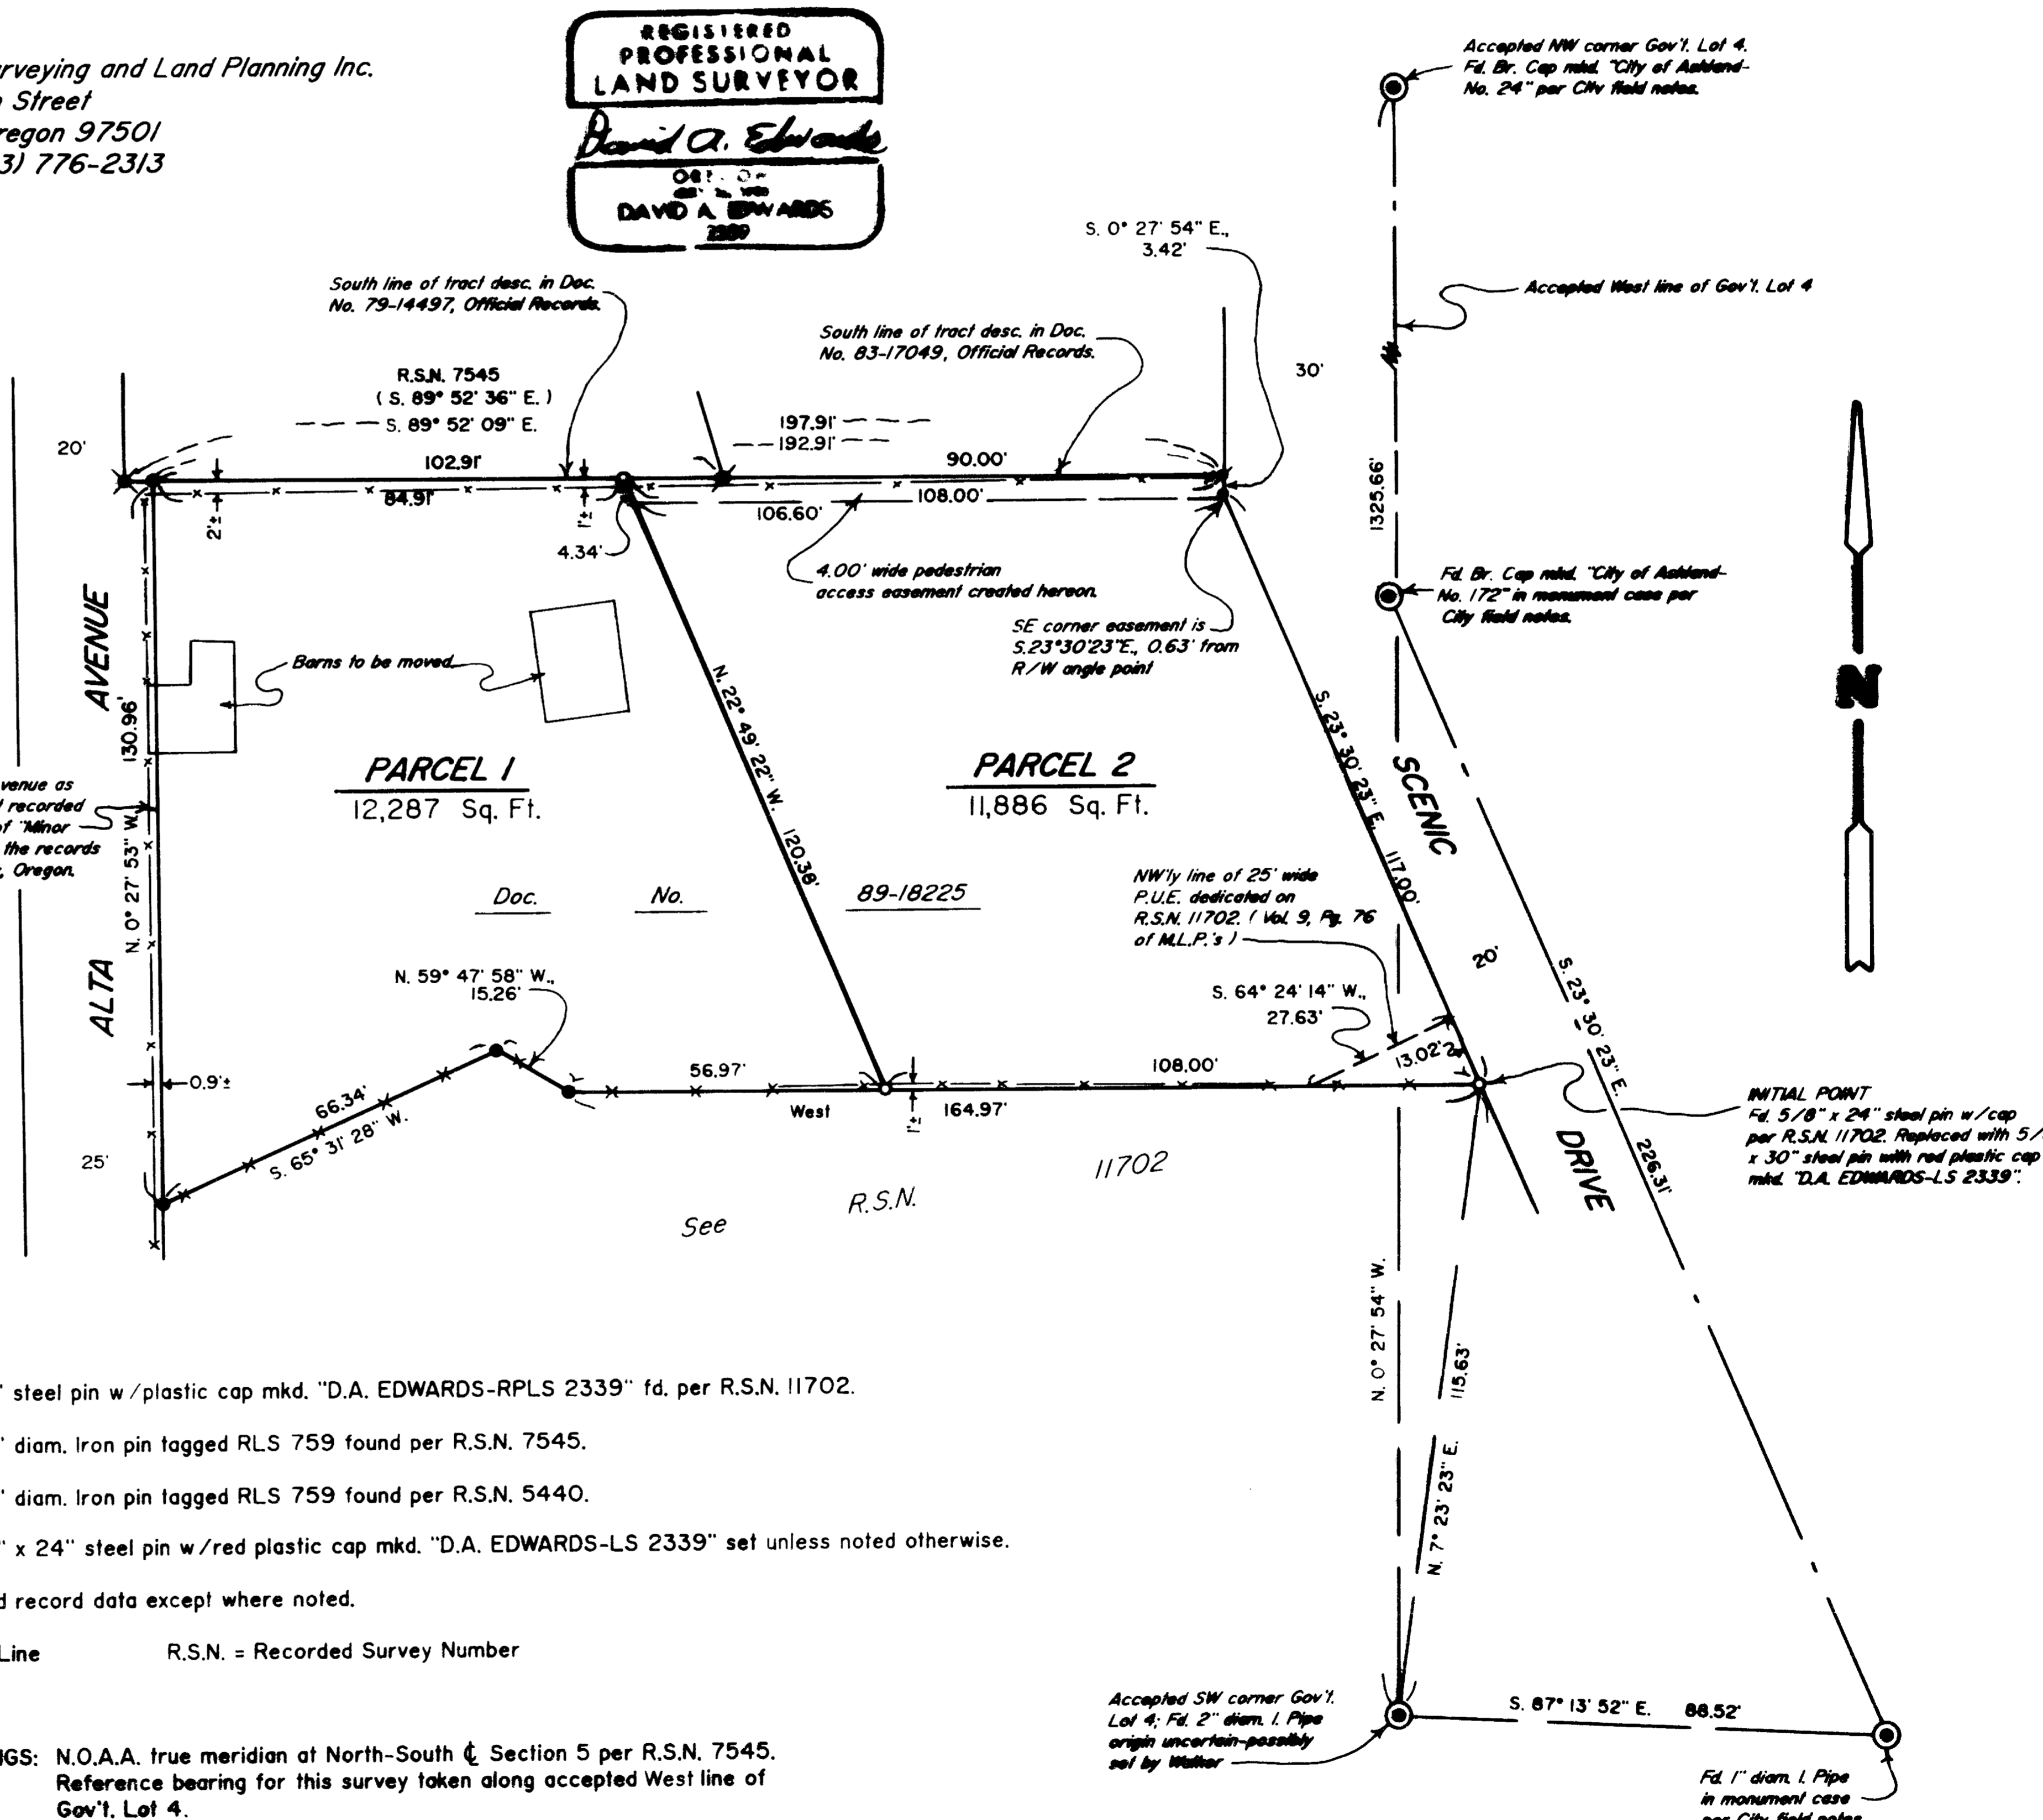 urveying and Land Planning Inc.
Street
regon 97501
3) 776-2313
REGISTERED
PROFESSIONAL
LAND SURVEYOR
David A. Edwards
DAVID A. EDWARDS
2339
Accepted NW corner Gov't. Lot 4.
Fd. Br. Cap mkd. "City of Ashland-
No. 24" per City field notes.
S. 0° 27' 54" E.,
3.42'
South line of tract desc. in Doc.
No. 79-14497, Official Records.
Accepted West line of Gov't. Lot 4
South line of tract desc. in Doc.
No. 83-17049, Official Records.
30'
R.S.N. 7545
( S. 89° 52' 36" E. )
S. 89° 52' 09" E.
197.91'
192.91'
20'
102.91'
90.00'
84.91'
108.00'
2'±
1'±
106.60'
4.34'
1325.66'
4.00' wide pedestrian
access easement created hereon.
Fd. Br. Cap mkd. "City of Ashland-
No. 172" in monument case per
City field notes.
SE corner easement is
S.23°30'23"E., 0.63' from
R/W angle point
AVENUE
Barns to be moved.
N
130.96'
N. 22° 49' 22" W. 120.38'
S. 23° 30' 23" E. 117.00'
SCENIC
PARCEL 1
12,287 Sq. Ft.
PARCEL 2
11,886 Sq. Ft.
venue as
recorded
of "Minor
the records
Oregon.
N. 0° 27' 53" W.
Doc. No. 89-18225
NW'ly line of 25' wide
P.U.E. dedicated on
R.S.N. 11702. ( Vol. 9, Pg. 76
of M.L.P.'s )
20'
ALTA
N. 59° 47' 58" W.,
15.26'
S. 64° 24' 14" W.,
27.63'
S. 23° 30' 23" E. 226.31'
13.02'
0.9'±
66.34'
S. 65° 31' 28" W.
56.97'
108.00'
West
1'±
164.97'
INITIAL POINT
Fd. 5/8" x 24" steel pin w/cap
per R.S.N. 11702. Replaced with 5/
x 30" steel pin with red plastic cap
mkd. "D.A. EDWARDS-LS 2339".
25'
DRIVE
See R.S.N. 11702
N. 0° 27' 54" W.
N. 7° 23' 23" E. 115.63'
" steel pin w/plastic cap mkd. "D.A. EDWARDS-RPLS 2339" fd. per R.S.N. 11702.
" diam. Iron pin tagged RLS 759 found per R.S.N. 7545.
" diam. Iron pin tagged RLS 759 found per R.S.N. 5440.
" x 24" steel pin w/red plastic cap mkd. "D.A. EDWARDS-LS 2339" set unless noted otherwise.
d record data except where noted.
Line R.S.N. = Recorded Survey Number
Accepted SW corner Gov't.
Lot 4; Fd. 2" diam. I. Pipe
origin uncertain-possibly
set by Walker
S. 87° 13' 52" E. 88.52'
NGS: N.O.A.A. true meridian at North-South ℄ Section 5 per R.S.N. 7545.
Reference bearing for this survey taken along accepted West line of
Gov't. Lot 4.
Fd. 1" diam. I. Pipe
in monument case
per City field notes